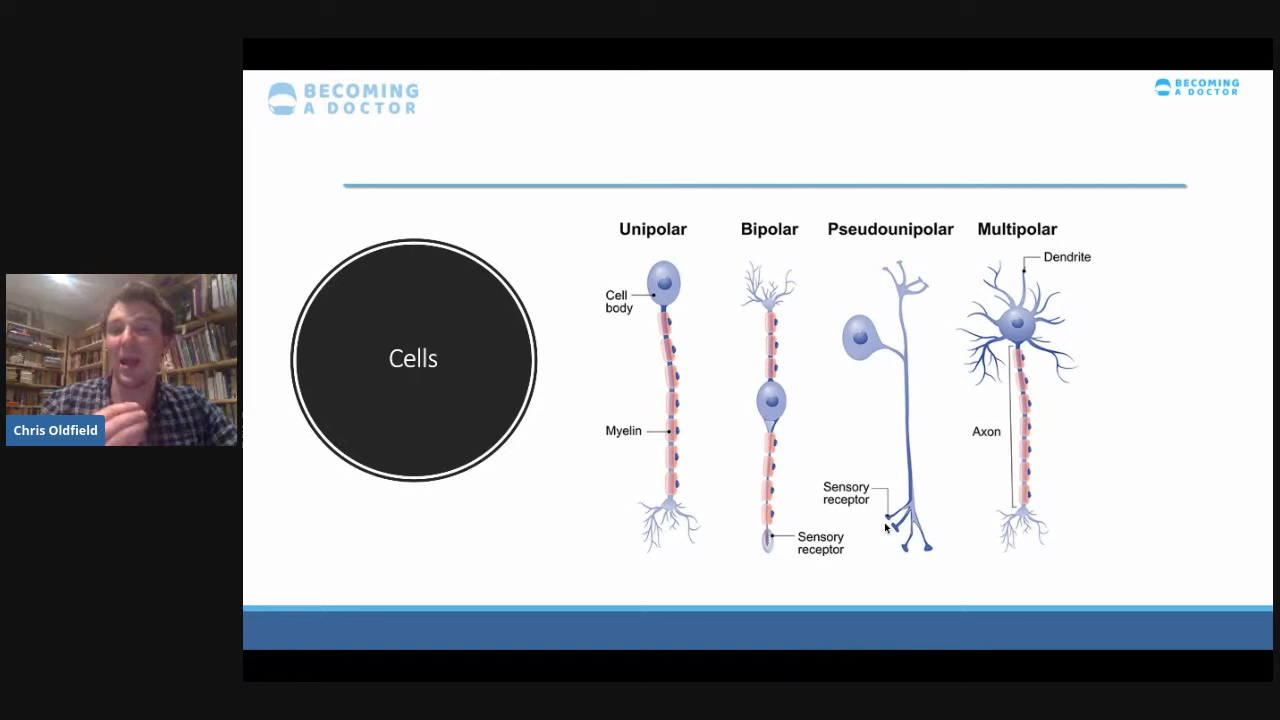 BECOMING
A DOCTOR
BECOMING
A DOCTOR
Unipolar
Bipolar
Pseudounipolar
Multipolar
Dendrite
Cell
body
Cells
Chris Oldfield
Myelin
Axon
Sensory
receptor
Sensory
receptor